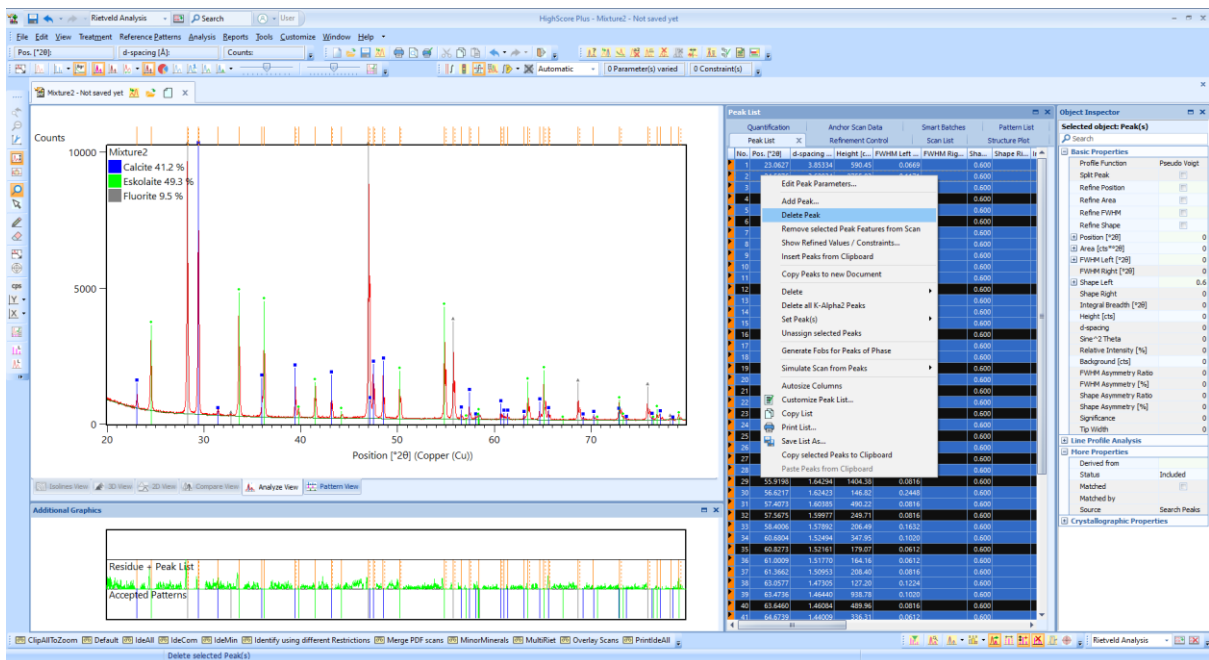 Rietveld Analysis Search User HighScore Plus - Mixture2 - Not saved yet
File Edit View Treatment Reference Patterns Analysis Reports Tools Customize Window Help
Pos. [°2θ]: d-spacing [Å]: Counts:
Automatic 0 Parameter(s) varied 0 Constraint(s)
Mixture2 - Not saved yet
Counts
Mixture2
Calcite 41.2 %
Eskolaite 49.3 %
Fluorite 9.5 %
10000
5000
0
20 30 40 50 60 70
Position [°2θ] (Copper (Cu))
Isolines View 3D View 2D View Compare View Analyze View Pattern View
Additional Graphics
Residue + Peak List
Accepted Patterns
Peak List
Quantification Anchor Scan Data Smart Batches Pattern List
Peak List X Refinement Control Scan List Structure Plot
No. Pos. [°2θ] d-spacing ... Height [c... FWHM Left ... FWHM Rig... Sha... Shape Ri...
1 23.0627 3.85334 590.45 0.0669 0.600
Edit Peak Parameters...
Add Peak...
Delete Peak
Remove selected Peak Features from Scan
Show Refined Values / Constraints...
Insert Peaks from Clipboard
Copy Peaks to new Document
Delete
Delete all K-Alpha2 Peaks
Set Peak(s)
Unassign selected Peaks
Generate Fobs for Peaks of Phase
Simulate Scan from Peaks
Autosize Columns
Customize Peak List...
Copy List
Print List...
Save List As...
Copy selected Peaks to Clipboard
Paste Peaks from Clipboard
29 55.9198 1.64294 1404.38 0.0816 0.600
30 56.6217 1.62423 146.82 0.2448 0.600
31 57.4073 1.60385 490.22 0.0816 0.600
32 57.5675 1.59977 249.71 0.0816 0.600
33 58.4006 1.57892 206.49 0.1632 0.600
34 60.6804 1.52494 347.95 0.1020 0.600
35 60.8273 1.52161 179.07 0.0612 0.600
36 61.0009 1.51770 164.16 0.0612 0.600
37 61.3662 1.50953 208.40 0.0816 0.600
38 63.0577 1.47305 127.20 0.1224 0.600
39 63.4736 1.46440 938.78 0.1020 0.600
40 63.6460 1.46084 489.96 0.0816 0.600
41 64.6739 1.44009 336.31 0.0612 0.600
Object Inspector
Selected object: Peak(s)
Search
Basic Properties
Profile Function Pseudo Voigt
Split Peak
Refine Position
Refine Area
Refine FWHM
Refine Shape
Position [°2θ] 0
Area [cts*°2θ] 0
FWHM Left [°2θ] 0
FWHM Right [°2θ] 0
Shape Left 0.6
Shape Right 0
Integral Breadth [°2θ] 0
Height [cts] 0
d-spacing 0
Sine^2 Theta 0
Relative Intensity [%] 0
Background [cts] 0
FWHM Asymmetry Ratio 0
FWHM Asymmetry [%] 0
Shape Asymmetry Ratio 0
Shape Asymmetry [%] 0
Significance 0
Tip Width 0
Line Profile Analysis
More Properties
Derived from
Status Included
Matched
Matched by
Source Search Peaks
Crystallographic Properties
ClipAllToZoom Default IdeAll IdeCom IdeMin Identify using different Restrictions Merge PDF scans MinorMinerals MultiRiet Overlay Scans PrintIdeAll Rietveld Analysis
Delete selected Peak(s)